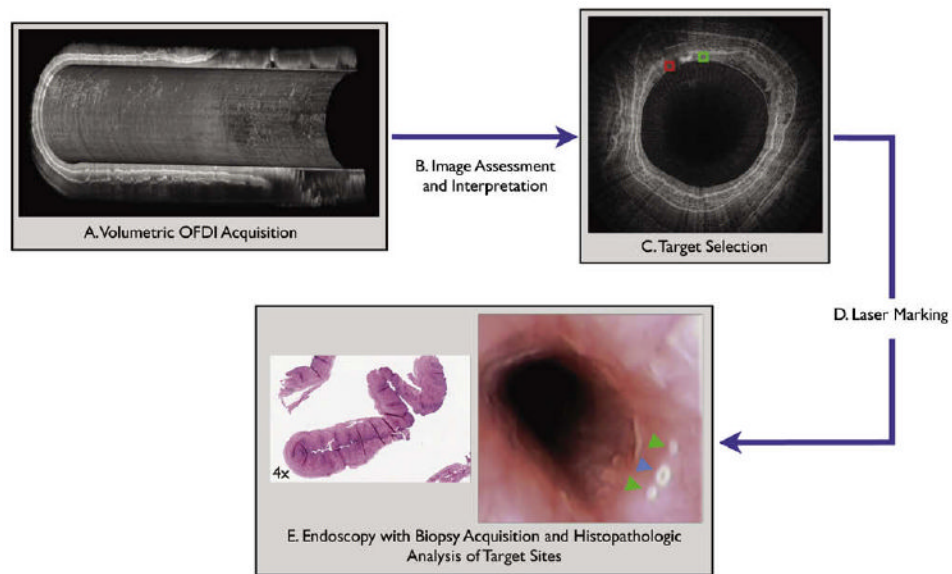 A. Volumetric OFDI Acquisition
B. Image Assessment
and Interpretation
C. Target Selection
D. Laser Marking
4x
E. Endoscopy with Biopsy Acquisition and Histopathologic
Analysis of Target Sites